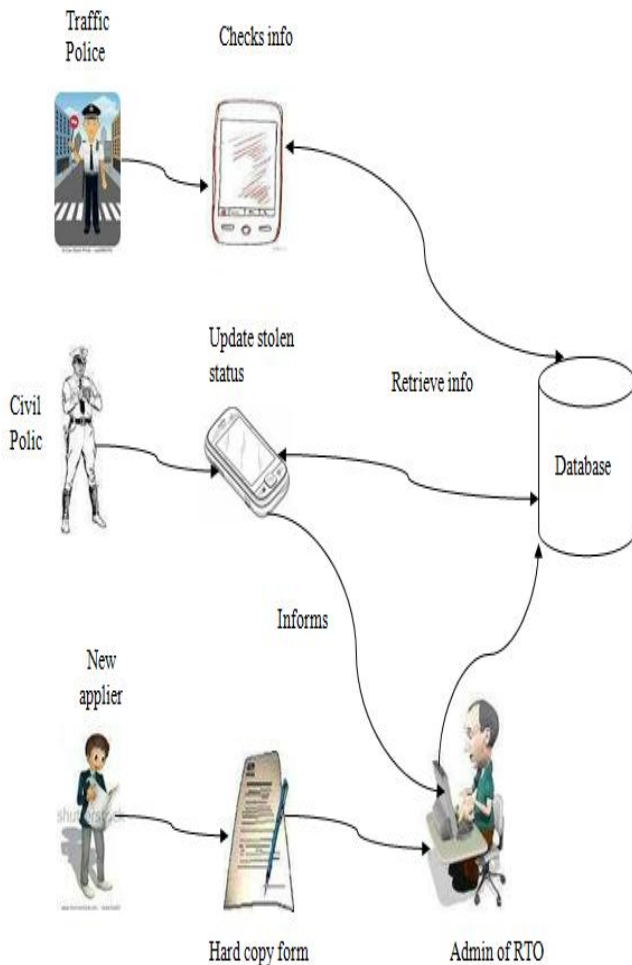 Traffic
Police
Checks info
Update stolen
status
Retrieve info
Civil
Polic
Database
Informs
New
applier
shutterstock
Hard copy form
Admin of RTO